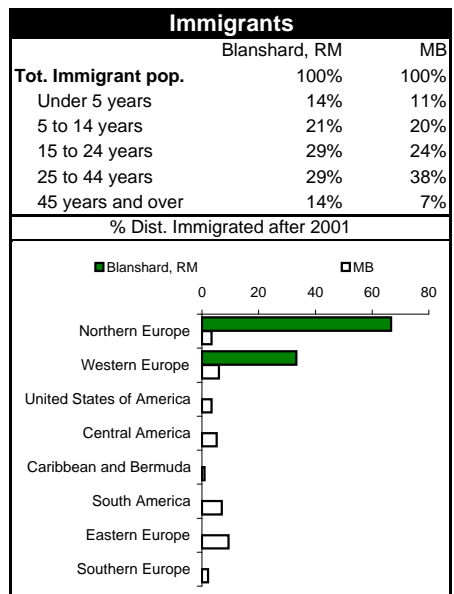 Immigrants
Blanshard, RM MB
Tot. Immigrant pop. 100% 100%
Under 5 years 14% 11%
5 to 14 years 21% 20%
15 to 24 years 29% 24%
25 to 44 years 29% 38%
45 years and over 14% 7%
% Dist. Immigrated after 2001
Blanshard, RM MB
0 20 40 60 80
Northern Europe
Western Europe
United States of America
Central America
Caribbean and Bermuda
South America
Eastern Europe
Southern Europe